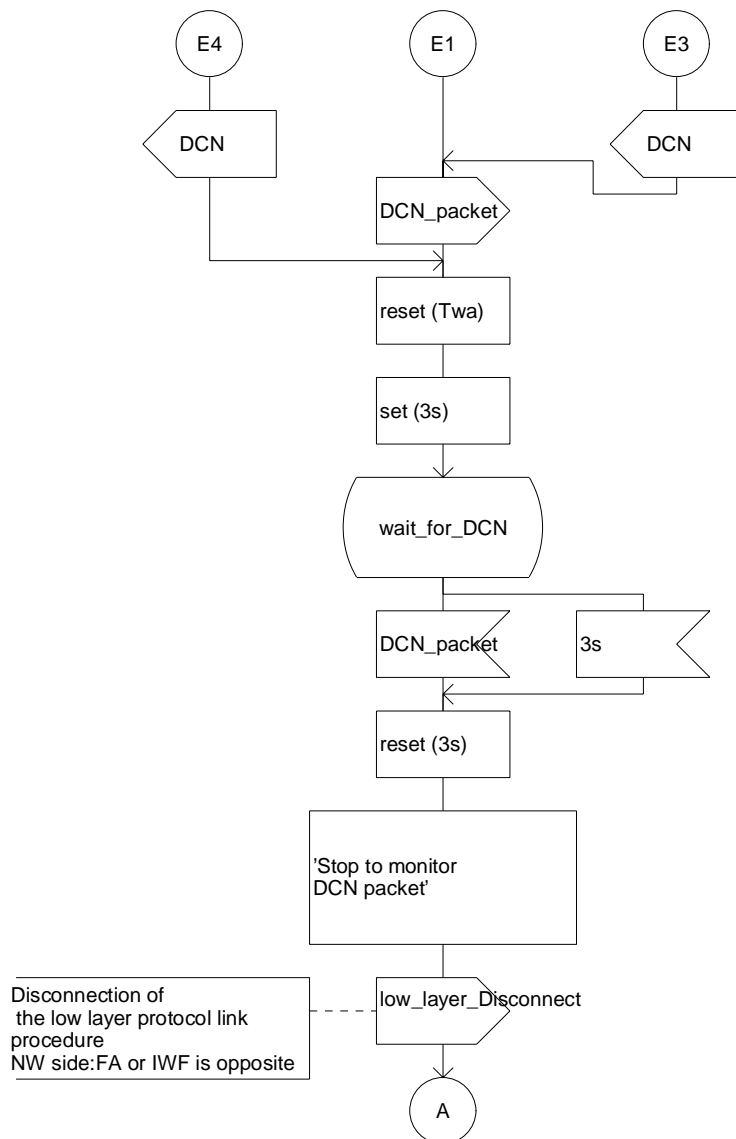 E4
E1
E3
DCN
DCN
DCN_packet
reset (Twa)
set (3s)
wait_for_DCN
DCN_packet
3s
reset (3s)
’Stop to monitor
DCN packet’
low_layer_Disconnect
Disconnection of
the low layer protocol link
procedure
NW side:FA or IWF is opposite
A